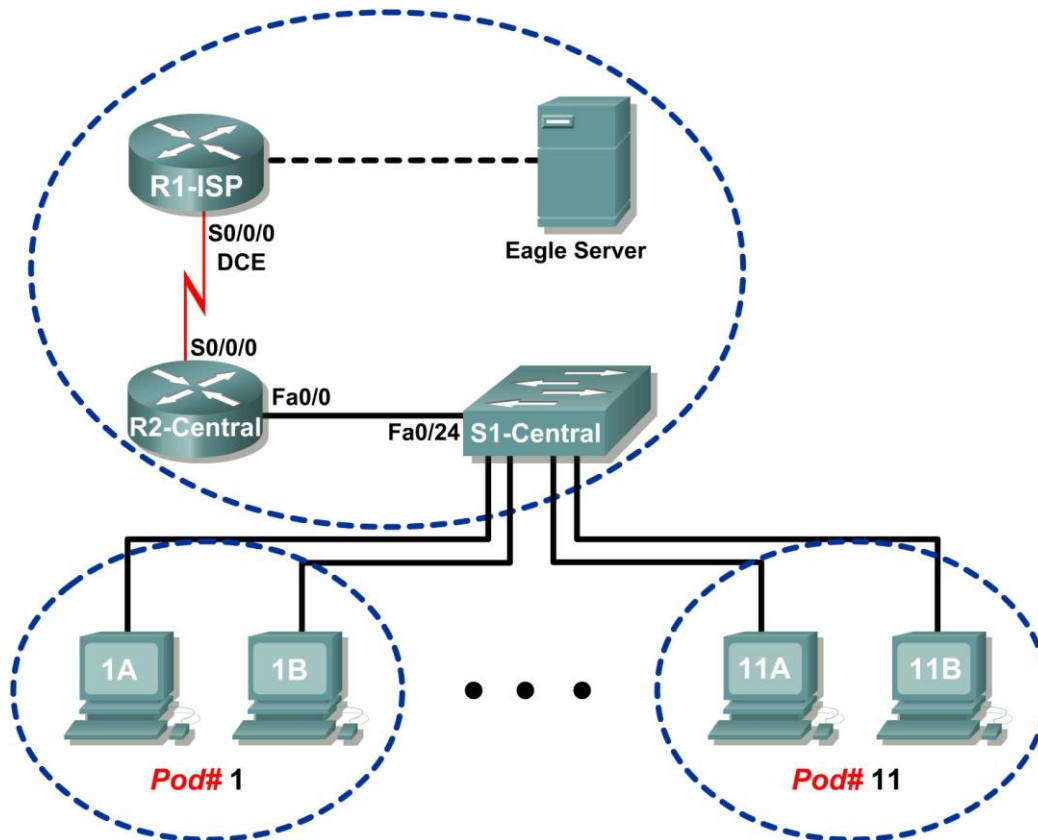 R1-ISP
S0/0/0
DCE
Eagle Server
S0/0/0
R2-Central
Fa0/0
Fa0/24
S1-Central
1A
1B
11A
11B
Pod# 1
Pod# 11